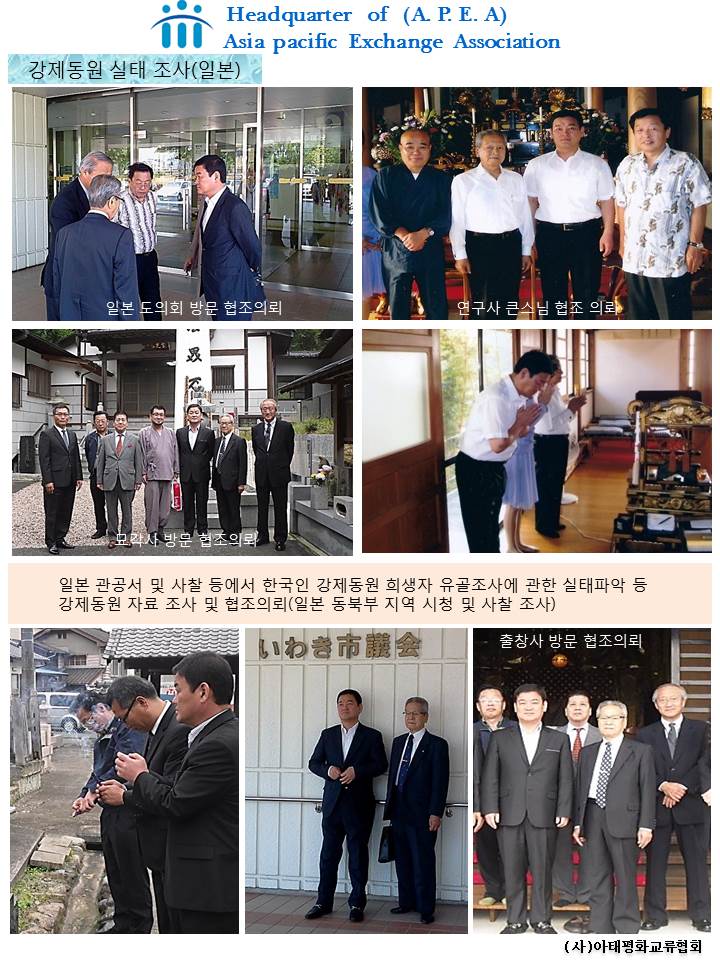 Headquarter of (A. P. E. A)
Asia pacific Exchange Association
강제동원 실태 조사(일본)
일본 도의회 방문 협조의뢰
연구사 큰스님 협조 의뢰
묘각사 방문 협조의뢰
일본 관공서 및 사찰 등에서 한국인 강제동원 희생자 유골조사에 관한 실태파악 등
강제동원 자료 조사 및 협조의뢰(일본 동북부 지역 시청 및 사찰 조사)
いわき市議会
출창사 방문 협조의뢰
(사)아태평화교류협회